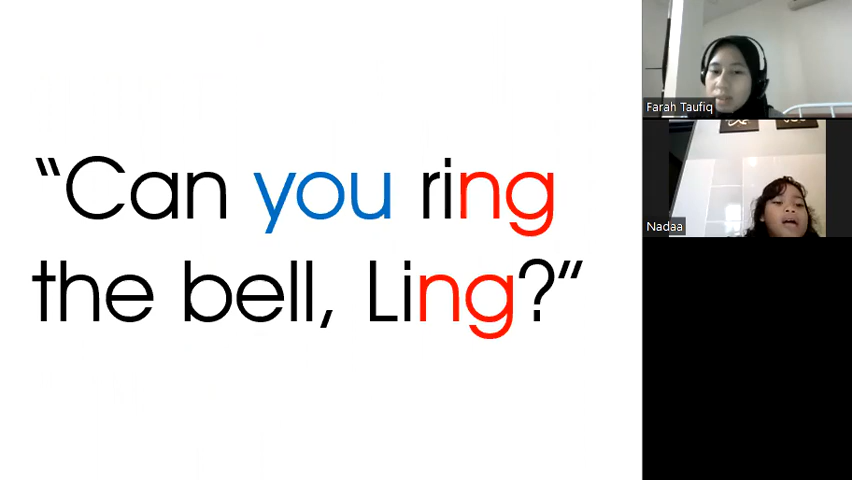 “Can you ring
the bell, Ling?”
Farah Taufiq
Nadaa